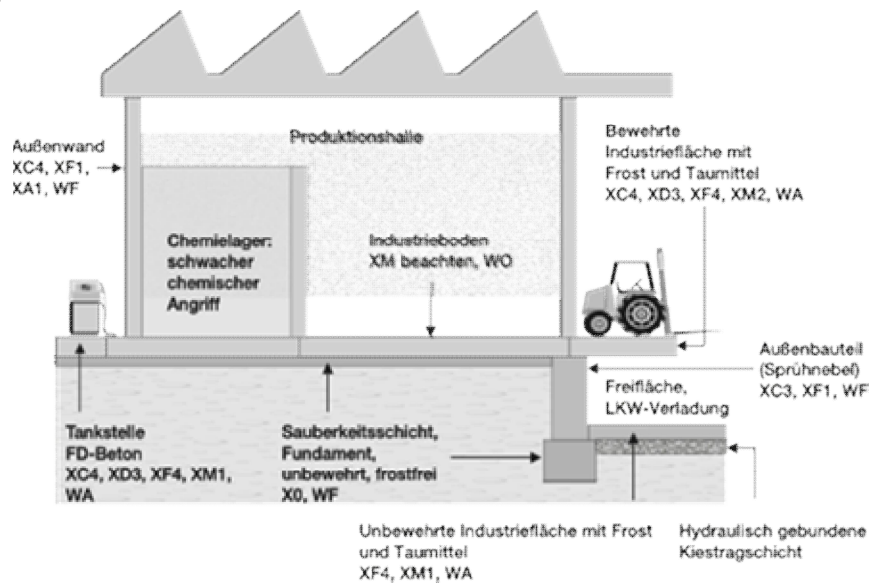 Produktionshalle
Außenwand
XC4, XF1,
XA1, WF
Bewehrte
Industriefläche mit
Frost und Taumittel
XC4, XD3, XF4, XM2, WA
Chemielager:
schwacher
chemischer
Angriff
Industrieboden
XM beachten, WO
Außenbauteil
(Sprühnebel)
XC3, XF1, WF
Freifläche,
LKW-Verladung
Tankstelle
FD-Beton
XC4, XD3, XF4, XM1,
WA
Sauberkeitsschicht,
Fundament,
unbewehrt, frostfrei
X0, WF
Unbewehrte Industriefläche mit Frost
und Taumittel
XF4, XM1, WA
Hydraulisch gebundene
Kiestragschicht